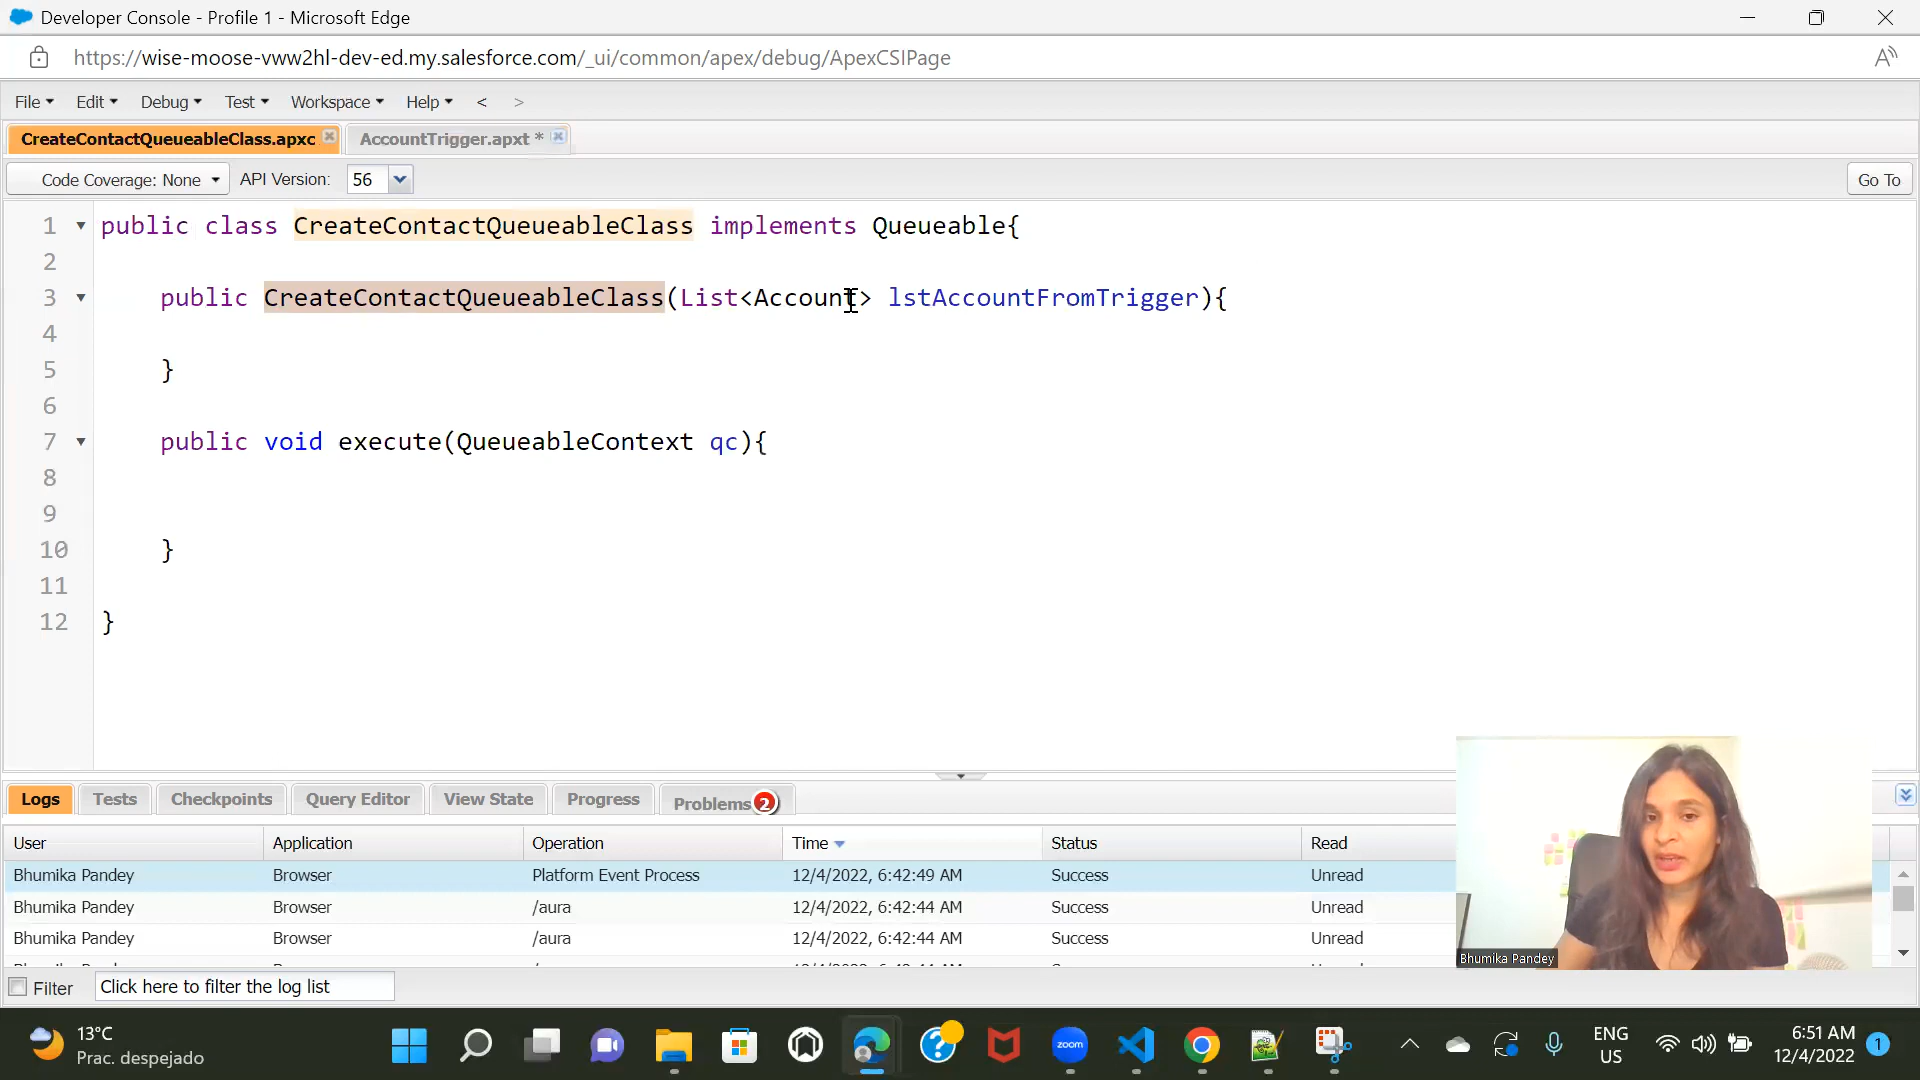 Developer Console - Profile 1 - Microsoft Edge
https://wise-moose-vww2hl-dev-ed.my.salesforce.com/_ui/common/apex/debug/ApexCSIPage
File Edit Debug Test Workspace Help < >
CreateContactQueueableClass.apxc AccountTrigger.apxt *
Code Coverage: None API Version: 56 Go To
1 public class CreateContactQueueableClass implements Queueable{
2
3 public CreateContactQueueableClass(List<Account> lstAccountFromTrigger){
4
5 }
6
7 public void execute(QueueableContext qc){
8
9
10 }
11
12 }
Logs Tests Checkpoints Query Editor View State Progress Problems 2
User Application Operation Time Status Read
Bhumika Pandey Browser Platform Event Process 12/4/2022, 6:42:49 AM Success Unread
Bhumika Pandey Browser /aura 12/4/2022, 6:42:44 AM Success Unread
Bhumika Pandey Browser /aura 12/4/2022, 6:42:44 AM Success Unread
Bhumika Pandey
Filter Click here to filter the log list
13°C
Prac. despejado
zoom
ENG
US
6:51 AM
12/4/2022
1